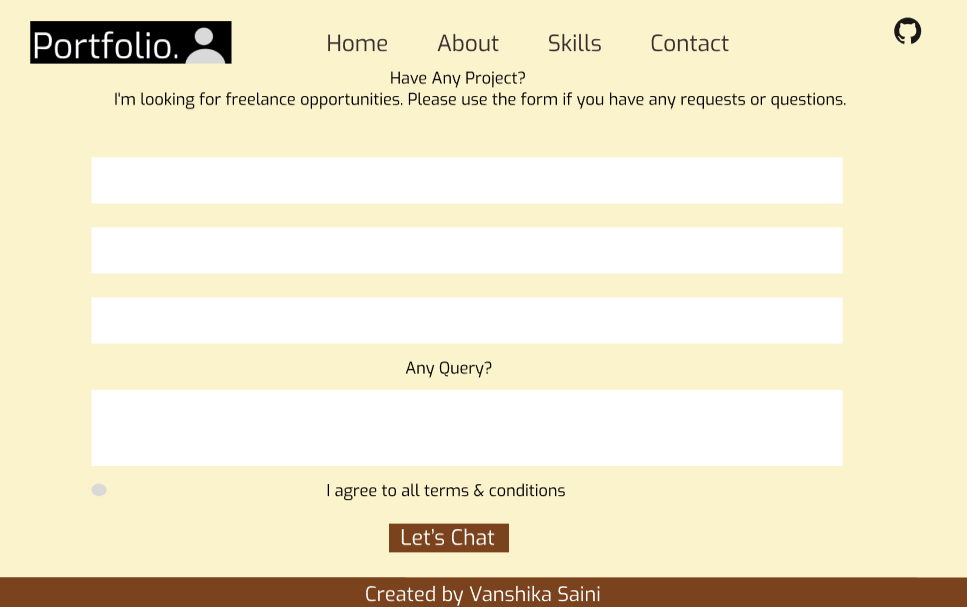 Portfolio.
Home About Skills Contact
Have Any Project?
I'm looking for freelance opportunities. Please use the form if you have any requests or questions.
Any Query?
I agree to all terms & conditions
Let's Chat
Created by Vanshika Saini